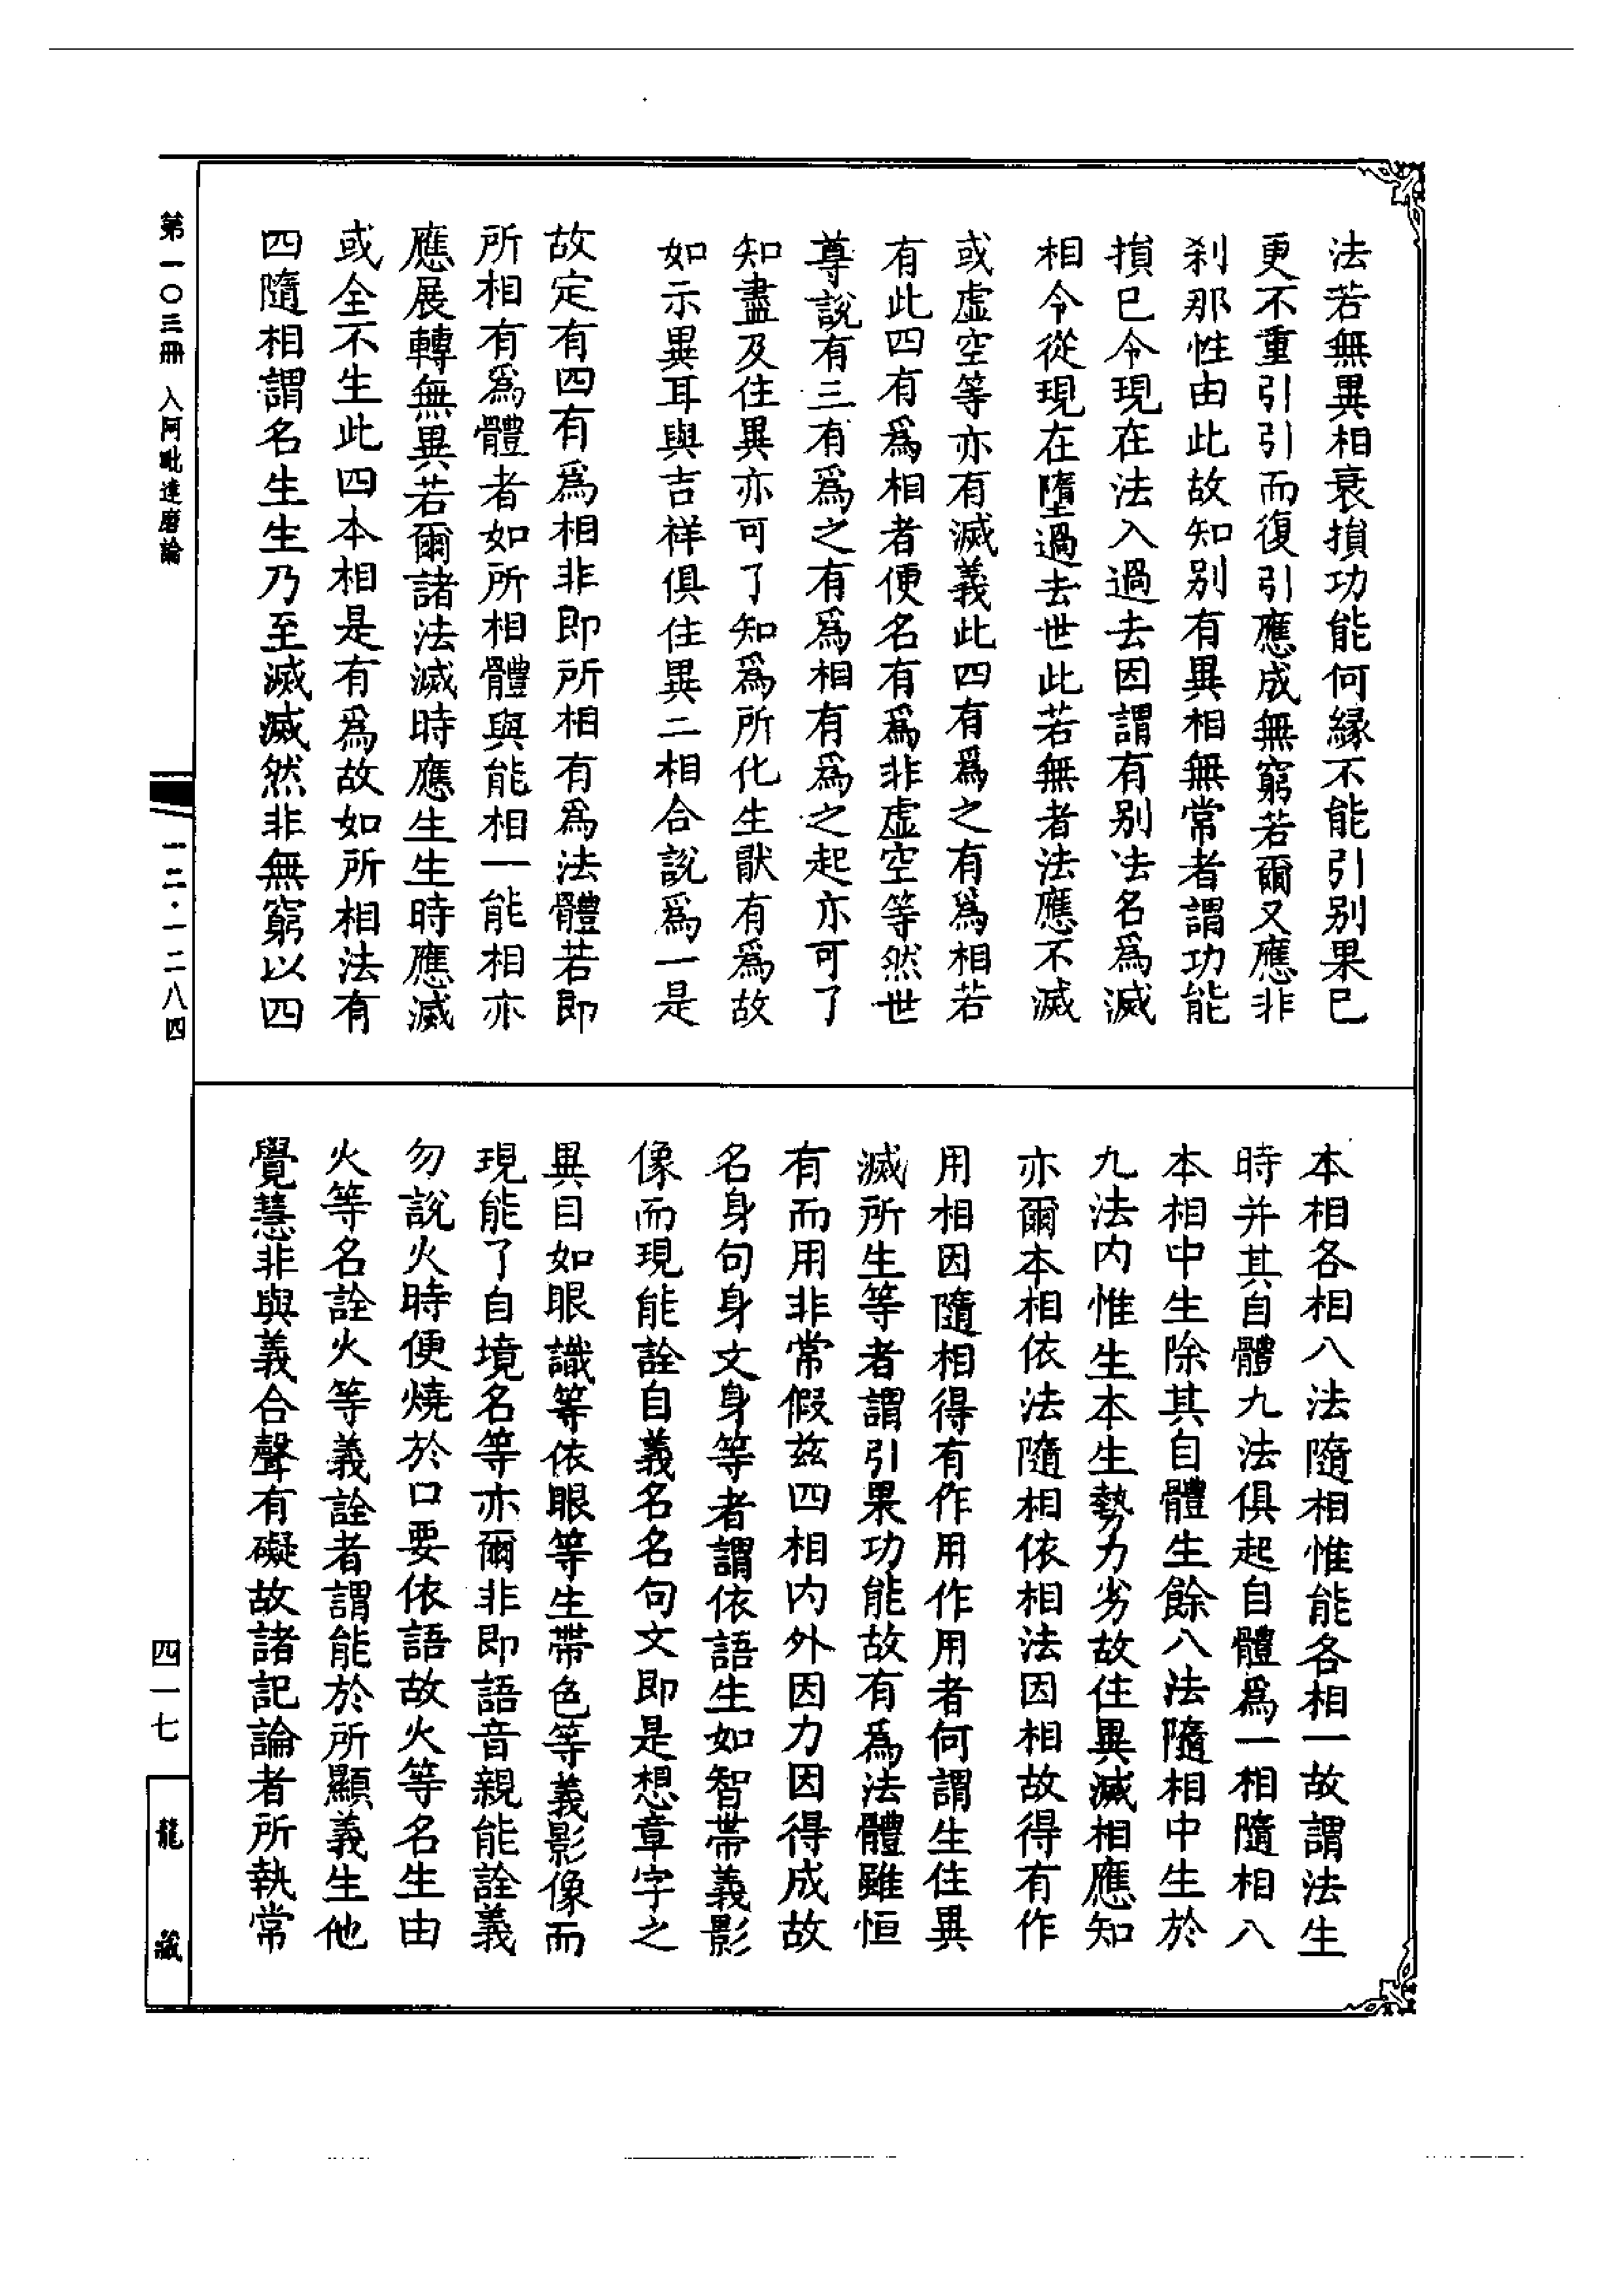 法若無異相衰損功能何緣不能引别果已
更不重引引而復引應成無窮若爾又應非
刹那性由此故知别有異相無常者謂功能
損已令現在法入過去因謂有别法名爲滅
相令從現在墮過去世此若無者法應不滅
或虚空等亦有滅義此四有爲之有爲相若
有此四有爲相者便名有爲非虚空等然世
尊說有三有爲之有爲相有爲之起亦可了
知盡及住異亦可了知爲所化生猒有爲故
如示異耳與吉祥俱住異二相合說爲一是
故定有四有爲相非即所相有爲法體若即
所相有爲體者如所相體與能相一能相亦
應展轉無異若爾諸法滅時應生生時應滅
或全不生此四本相是有爲故如所相法有
四隨相謂名生生乃至滅滅然非無窮以四
本相各相八法隨相惟能各相一故謂法生
時并其自體九法俱起自體爲一相隨相八
本相中生除其自體生餘八法隨相中生於
九法内惟生本生勢力劣故住異滅相應知
亦爾本相依法隨相依相法因相故得有作
用相因隨相得有作用作用者何謂生住異
滅所生等者謂引果功能故有爲法體雖恒
有而用非常假兹四相内外因力因得成故
名身句身文身等者謂依語生如智帶義影
像而現能詮自義名名句文即是想章字之
異目如眼識等依眼等生帶色等義影像而
現能了自境名等亦爾非即語音親能詮義
勿說火時便燒於口要依語故火等名生由
火等名詮火等義詮者謂能於所顯義生他
覺慧非與義合聲有礙故諸記論者所執常
第一〇三冊 入阿毗達磨論
一二·一二八四
四一七
龍藏